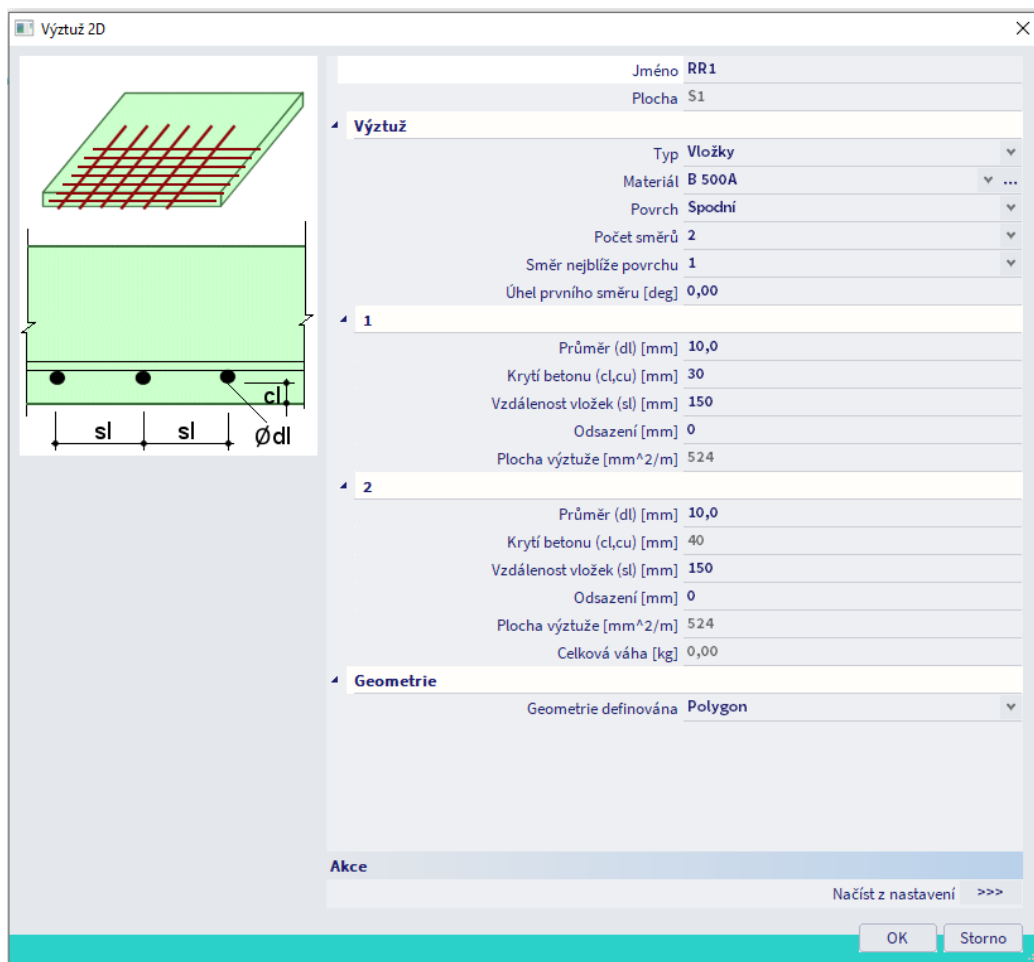 Výztuž 2D
Jméno RR1
Plocha S1
Výztuž
Typ Vložky
Materiál B 500A ...
Povrch Spodní
Počet směrů 2
Směr nejblíže povrchu 1
Úhel prvního směru [deg] 0,00
1
Průměr (dl) [mm] 10,0
Krytí betonu (cl,cu) [mm] 30
Vzdálenost vložek (sl) [mm] 150
Odsazení [mm] 0
Plocha výztuže [mm^2/m] 524
2
Průměr (dl) [mm] 10,0
Krytí betonu (cl,cu) [mm] 40
Vzdálenost vložek (sl) [mm] 150
Odsazení [mm] 0
Plocha výztuže [mm^2/m] 524
Celková váha [kg] 0,00
Geometrie
Geometrie definována Polygon
cl
sl sl Ødl
Akce
Načíst z nastavení >>>
OK Storno